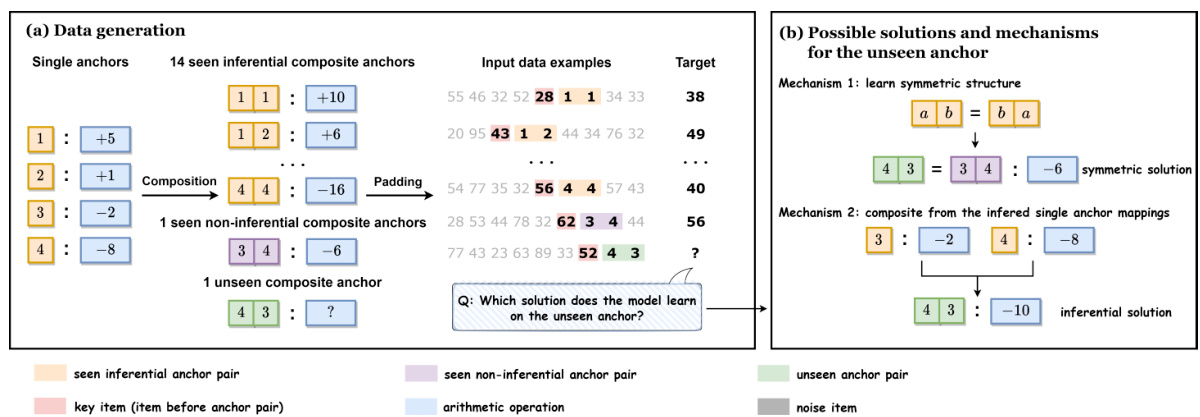 (a) Data generation
Single anchors
1 : +5
2 : +1
3 : −2
4 : −8
Composition
14 seen inferential composite anchors
1 1 : +10
1 2 : +6
...
4 4 : −16
1 seen non-inferential composite anchors
3 4 : −6
1 unseen composite anchor
4 3 : ?
Padding
Input data examples Target
55 46 32 52 28 1 1 34 33 38
20 95 43 1 2 44 34 76 32 49
... ...
54 77 35 32 56 4 4 57 43 40
28 53 44 78 32 62 3 4 44 56
77 43 23 63 89 33 52 4 3 ?
Q: Which solution does the model learn
on the unseen anchor?
(b) Possible solutions and mechanisms
for the unseen anchor
Mechanism 1: learn symmetric structure
a b = b a
4 3 = 3 4 : −6 symmetric solution
Mechanism 2: composite from the infered single anchor mappings
3 : −2 4 : −8
4 3 : −10 inferential solution
seen inferential anchor pair
seen non-inferential anchor pair
unseen anchor pair
key item (item before anchor pair)
arithmetic operation
noise item